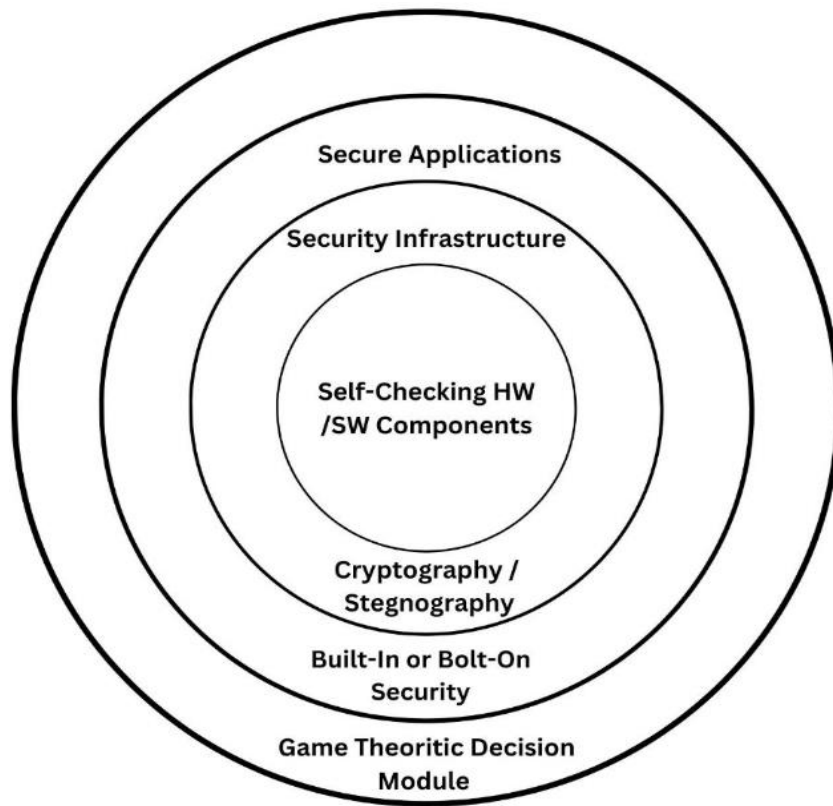 Secure Applications
Security Infrastructure
Self-Checking HW
/SW Components
Cryptography /
Stegnography
Built-In or Bolt-On
Security
Game Theoritic Decision
Module